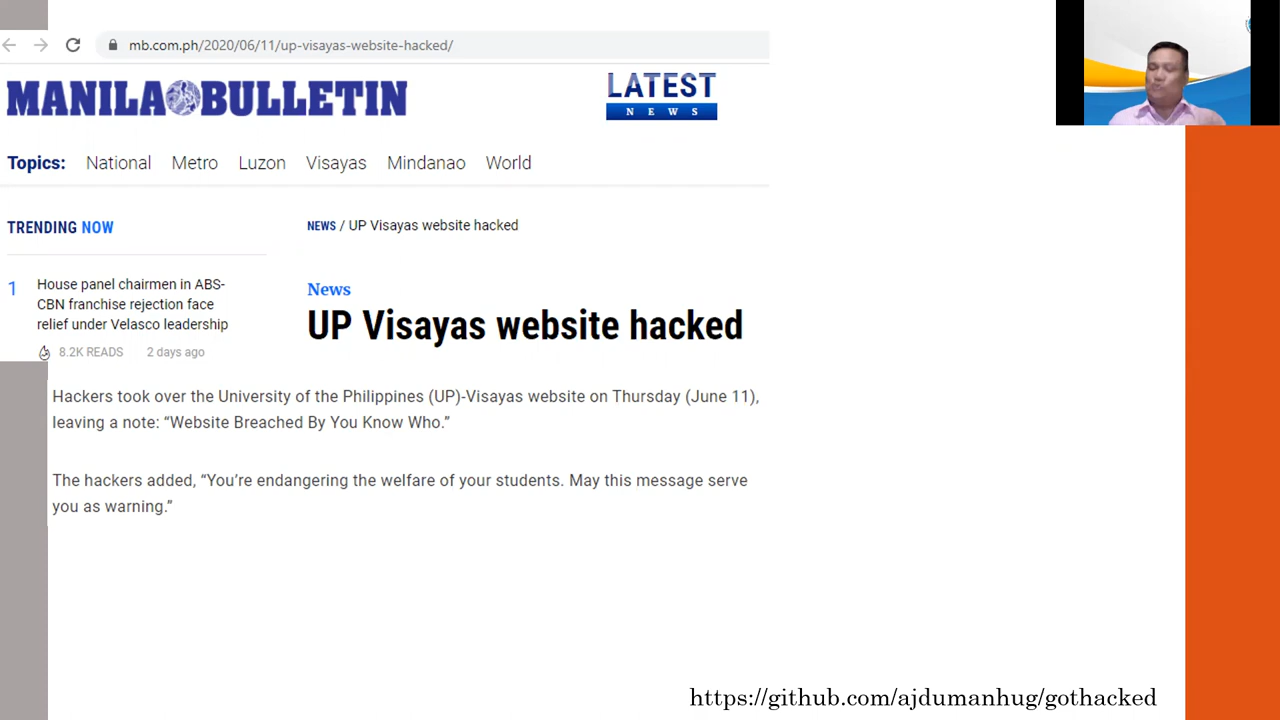 mb.com.ph/2020/06/11/up-visayas-website-hacked/
MANILA BULLETIN
LATEST
NEWS
Topics: National Metro Luzon Visayas Mindanao World
TRENDING NOW
1 House panel chairmen in ABS-
CBN franchise rejection face
relief under Velasco leadership
8.2K READS 2 days ago
NEWS / UP Visayas website hacked
News
UP Visayas website hacked
Hackers took over the University of the Philippines (UP)-Visayas website on Thursday (June 11),
leaving a note: “Website Breached By You Know Who.”
The hackers added, “You’re endangering the welfare of your students. May this message serve
you as warning.”
https://github.com/ajdumanhug/gothacked